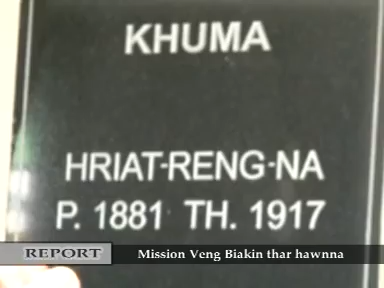 KHUMA
HRIAT-RENG-NA
P. 1881 TH. 1917
REPORT Mission Veng Biakin thar hawnna